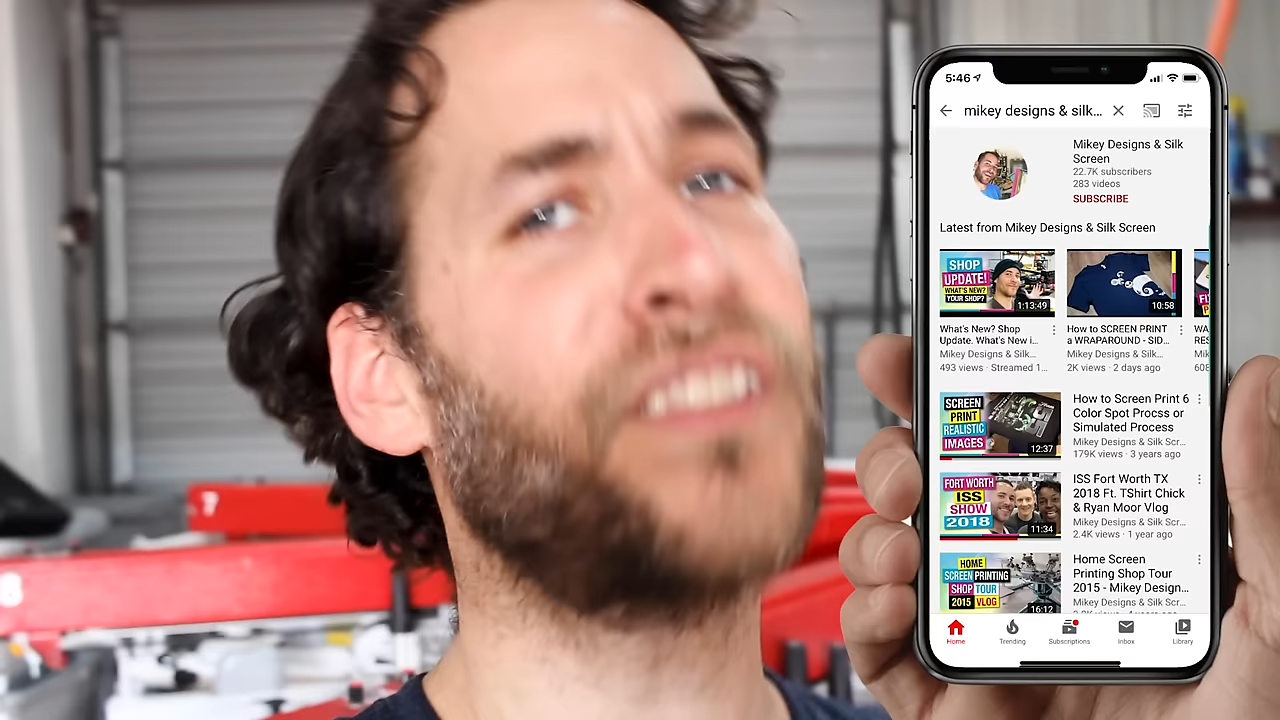 7
8
5:46
mikey designs & silk...
Mikey Designs & Silk
Screen
22.7K subscribers
283 videos
SUBSCRIBE
Latest from Mikey Designs & Silk Screen
SHOP
UPDATE!
WHAT'S NEW?
YOUR SHOP?
1:13:49
10:58
What's New? Shop
Update. What's New i...
Mikey Designs & Silk...
493 views · Streamed 1...
How to SCREEN PRINT
a WRAPAROUND - SID...
Mikey Designs & Silk...
2K views · 2 days ago
WA
RES
Mik
608
SCREEN
PRINT
REALISTIC
IMAGES
12:37
How to Screen Print 6
Color Spot Procss or
Simulated Process
Mikey Designs & Silk Scr...
179K views · 3 years ago
FORT WORTH
ISS
SHOW
2018
11:34
ISS Fort Worth TX
2018 Ft. TShirt Chick
& Ryan Moor Vlog
Mikey Designs & Silk Scr...
2.4K views · 1 year ago
HOME
SCREEN PRINTING
SHOP TOUR
2015 VLOG
16:12
Home Screen
Printing Shop Tour
2015 - Mikey Design...
Mikey Designs & Silk Scr...
Home
Trending
Subscriptions
Inbox
Library